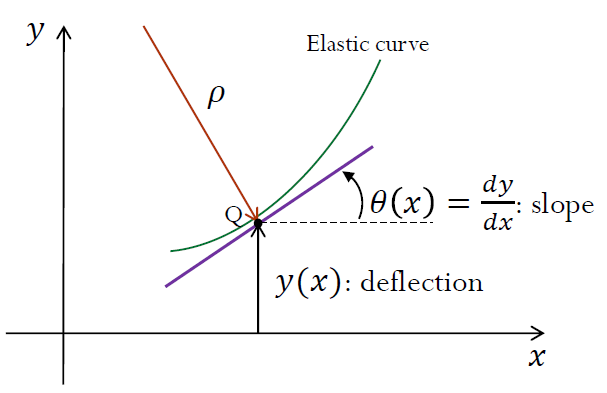 y
Elastic curve
ρ
Q
θ(x) = dy/dx: slope
y(x): deflection
x